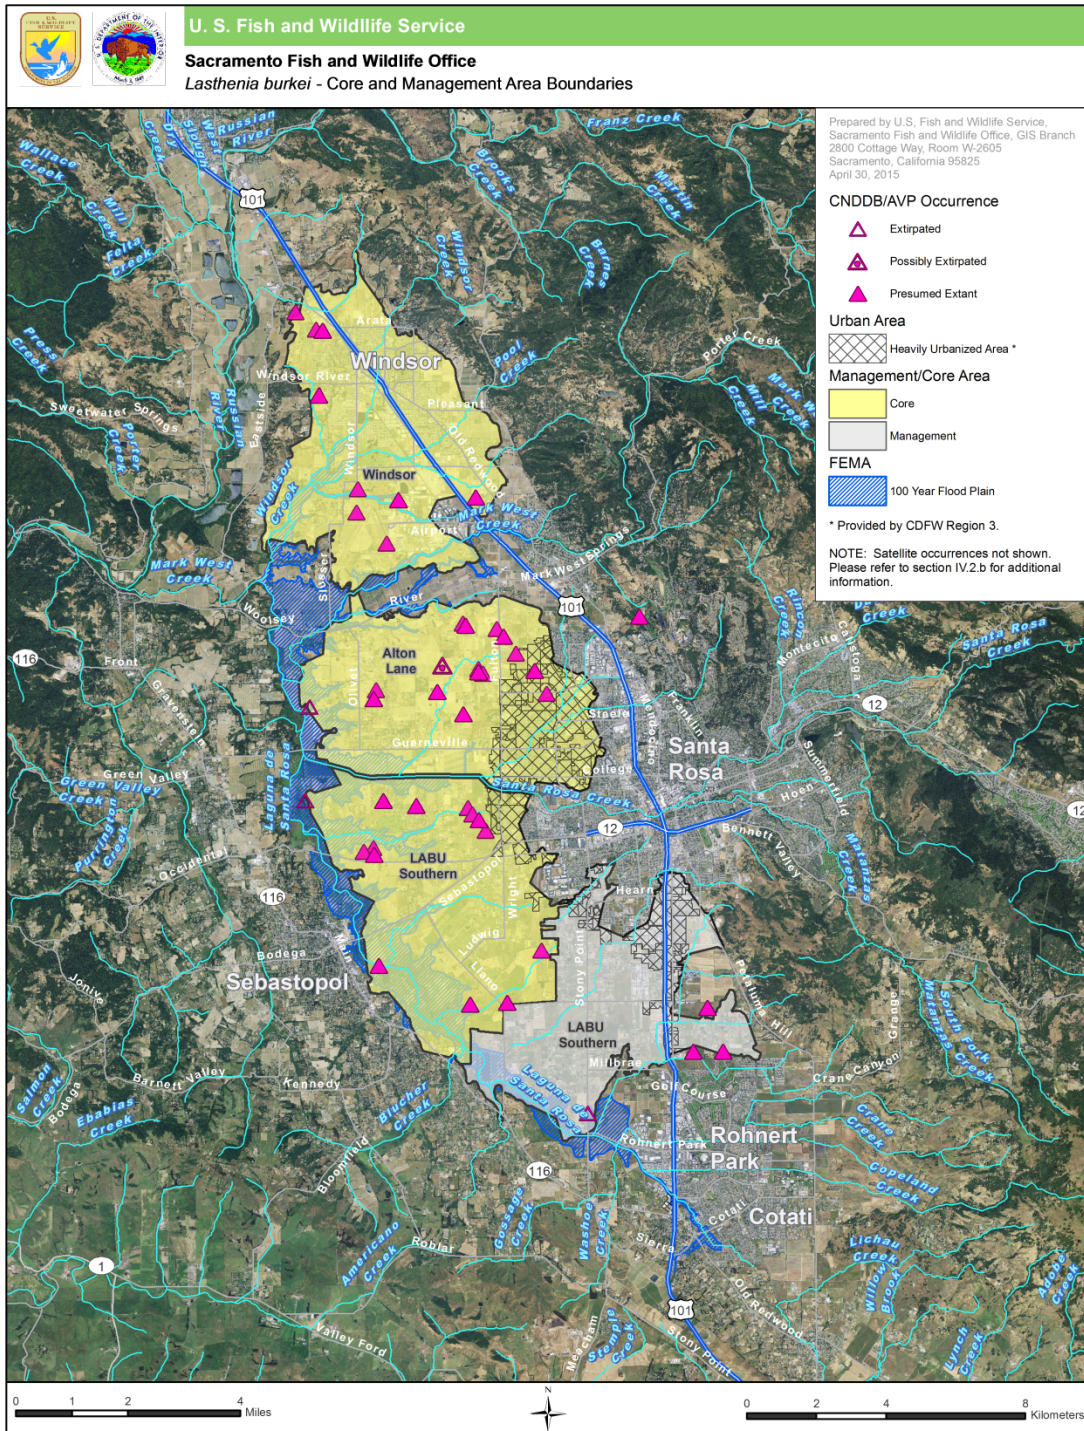 U. S. Fish and Wildlife Service
Sacramento Fish and Wildlife Office
Lasthenia burkei - Core and Management Area Boundaries
Prepared by U.S, Fish and Wildlife Service,
Sacramento Fish and Wildlife Office, GIS Branch
2800 Cottage Way, Room W-2605
Sacramento, California 95825
April 30, 2015
CNDDB/AVP Occurrence
Extirpated
Possibly Extirpated
Presumed Extant
Urban Area
Heavily Urbanized Area *
Management/Core Area
Core
Management
FEMA
100 Year Flood Plain
* Provided by CDFW Region 3.
NOTE: Satellite occurrences not shown.
Please refer to section IV.2.b for additional
information.
Russian River
West Slough
Dry Creek
Wallace Creek
Mill Creek
Felta Creek
Franz Creek
Brooks Creek
Martin Creek
Barnes Creek
Windsor Creek
101
Arata
Windsor
Windsor River
Pool Creek
Porter Creek
Press Creek
Sweetwater Springs
Porter Creek
Russian River
Eastside
Pleasant
Old Redwood
Windsor
Windsor
Windsor Creek
Mill Creek
Airport
Mark West Creek
Mark West Springs
Mark West Creek
Slusser
River
Woolsey
101
Rincon Creek
Montecito
Calistoga
Santa Rosa Creek
116
Front
Alton
Lane
Olivet
Fulton
Gravenstein
Steele
Mendocino
Franklin
12
Santa
Rosa
Guerneville
College
Summerfield
Hoen
Green Valley
Green Valley Creek
Purrington Creek
Laguna de Santa Rosa
Santa Rosa Creek
12
12
Bennett Valley
Matanzas Creek
Occidental
LABU
Southern
Sebastopol
Wright
Hearn
116
Ludwig
Llano
Stony Point
Main
Bodega
Sebastopol
Jonive
Petaluma Hill
Grange
South Fork Matanzas Creek
LABU
Southern
Millbrae
Salmon Creek
Bodega
Barnett Valley
Ebabias Creek
Kennedy
Blucher Creek
Laguna de Santa Rosa
Golf Course
Crane Canyon
Crane Creek
Rohnert Park
Rohnert
Park
Copeland Creek
Bloomfield
116
Gossage Creek
Washoe Creek
Cotati
Cotati
Sierra
Americano Creek
Roblar
Lichau Creek
Willow Brook
Adobe Creek
1
Old Redwood
101
Valley Ford
Meacham
Stemple Creek
Stony Point
Lynch Creek
0 1 2 4
Miles
N
0 2 4 8
Kilometers